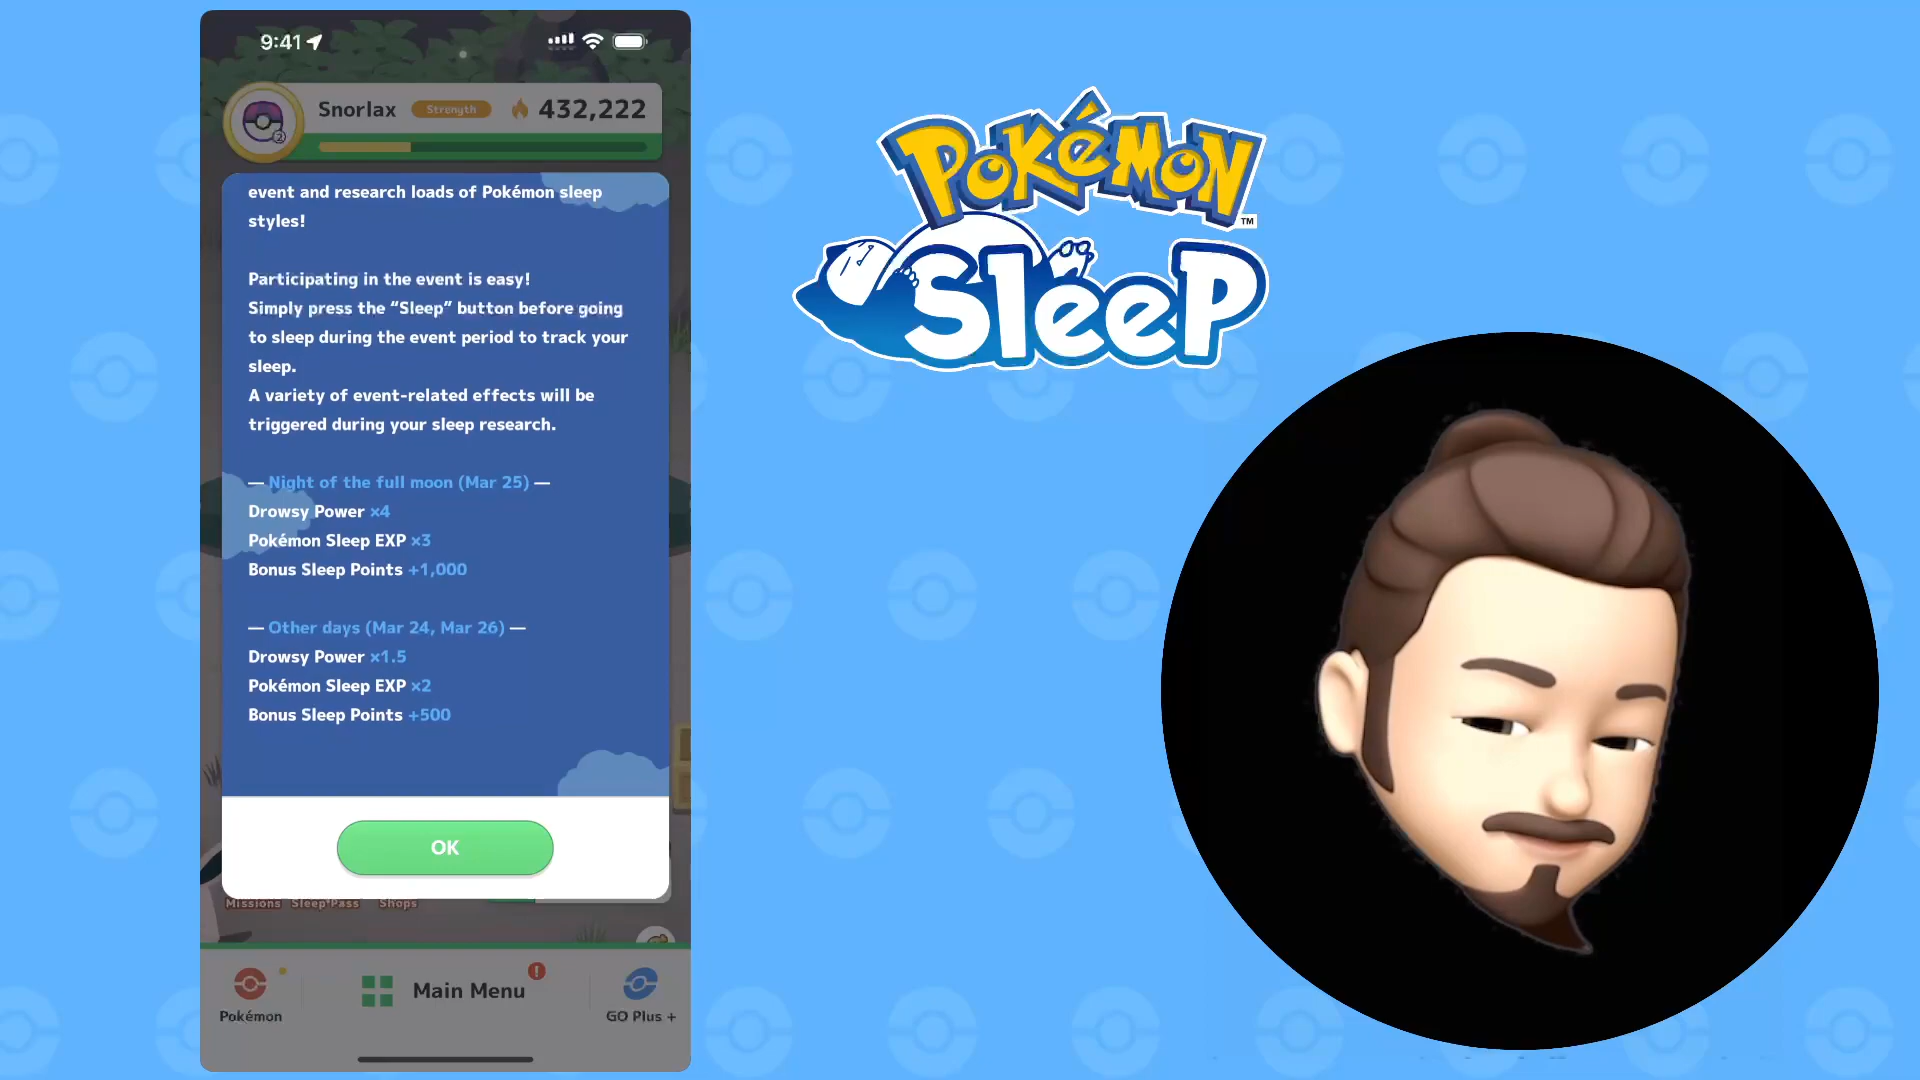 9:41
Snorlax Strength 432,222
2
event and research loads of Pokémon sleep
styles!
Participating in the event is easy!
Simply press the “Sleep” button before going
to sleep during the event period to track your
sleep.
A variety of event-related effects will be
triggered during your sleep research.
— Night of the full moon (Mar 25) —
Drowsy Power ×4
Pokémon Sleep EXP ×3
Bonus Sleep Points +1,000
— Other days (Mar 24, Mar 26) —
Drowsy Power ×1.5
Pokémon Sleep EXP ×2
Bonus Sleep Points +500
OK
Missions Sleep Pass Shops
Pokémon
Main Menu !
GO Plus +
POKéMON
TM
SleeP